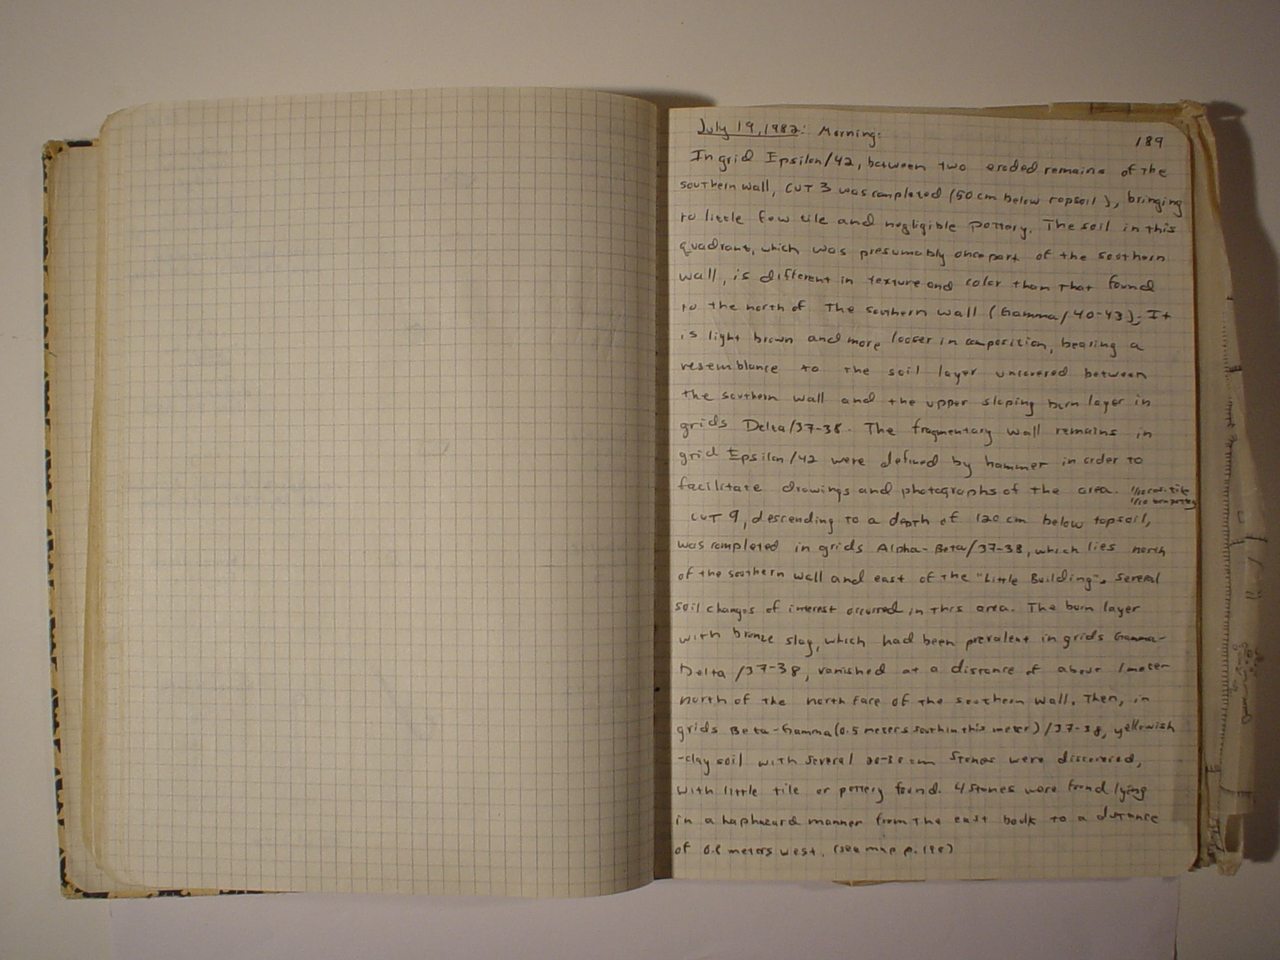 July 19, 1982: Morning:
189
In grid Epsilon/42, between two eroded remains of the
southern wall, CUT 3 was completed (50 cm below topsoil), bringing
to little few tile and negligible pottery. The soil in this
quadrant, which was presumably once part of the southern
wall, is different in texture and color than that found
to the north of the southern wall (Gamma/40-43); It
is light brown and more looser in composition, bearing a
resemblance to the soil layer uncovered between
the southern wall and the upper sloping burn layer in
grids Delta/37-38. The fragmentary wall remains in
grid Epsilon/42 were defined by hammer in order to
facilitate drawings and photographs of the area.
CUT 9, descending to a depth of 120 cm below topsoil,
was completed in grids Alpha-Beta/37-38, which lies north
of the southern wall and east of the "Little Building". Several
soil changes of interest occurred in this area. The burn layer
with bronze slag, which had been prevalent in grids Gamma-
Delta/37-38, vanished at a distance of about 1 meter
north of the north face of the southern wall. Then, in
grids Beta-Gamma (0.5 meters south in this meter)/37-38, yellowish
-clay soil with several cm stones were discovered,
with little tile or pottery found. 4 stones were found lying
in a haphazard manner from the east baulk to a distance
of meters west. (see map p.